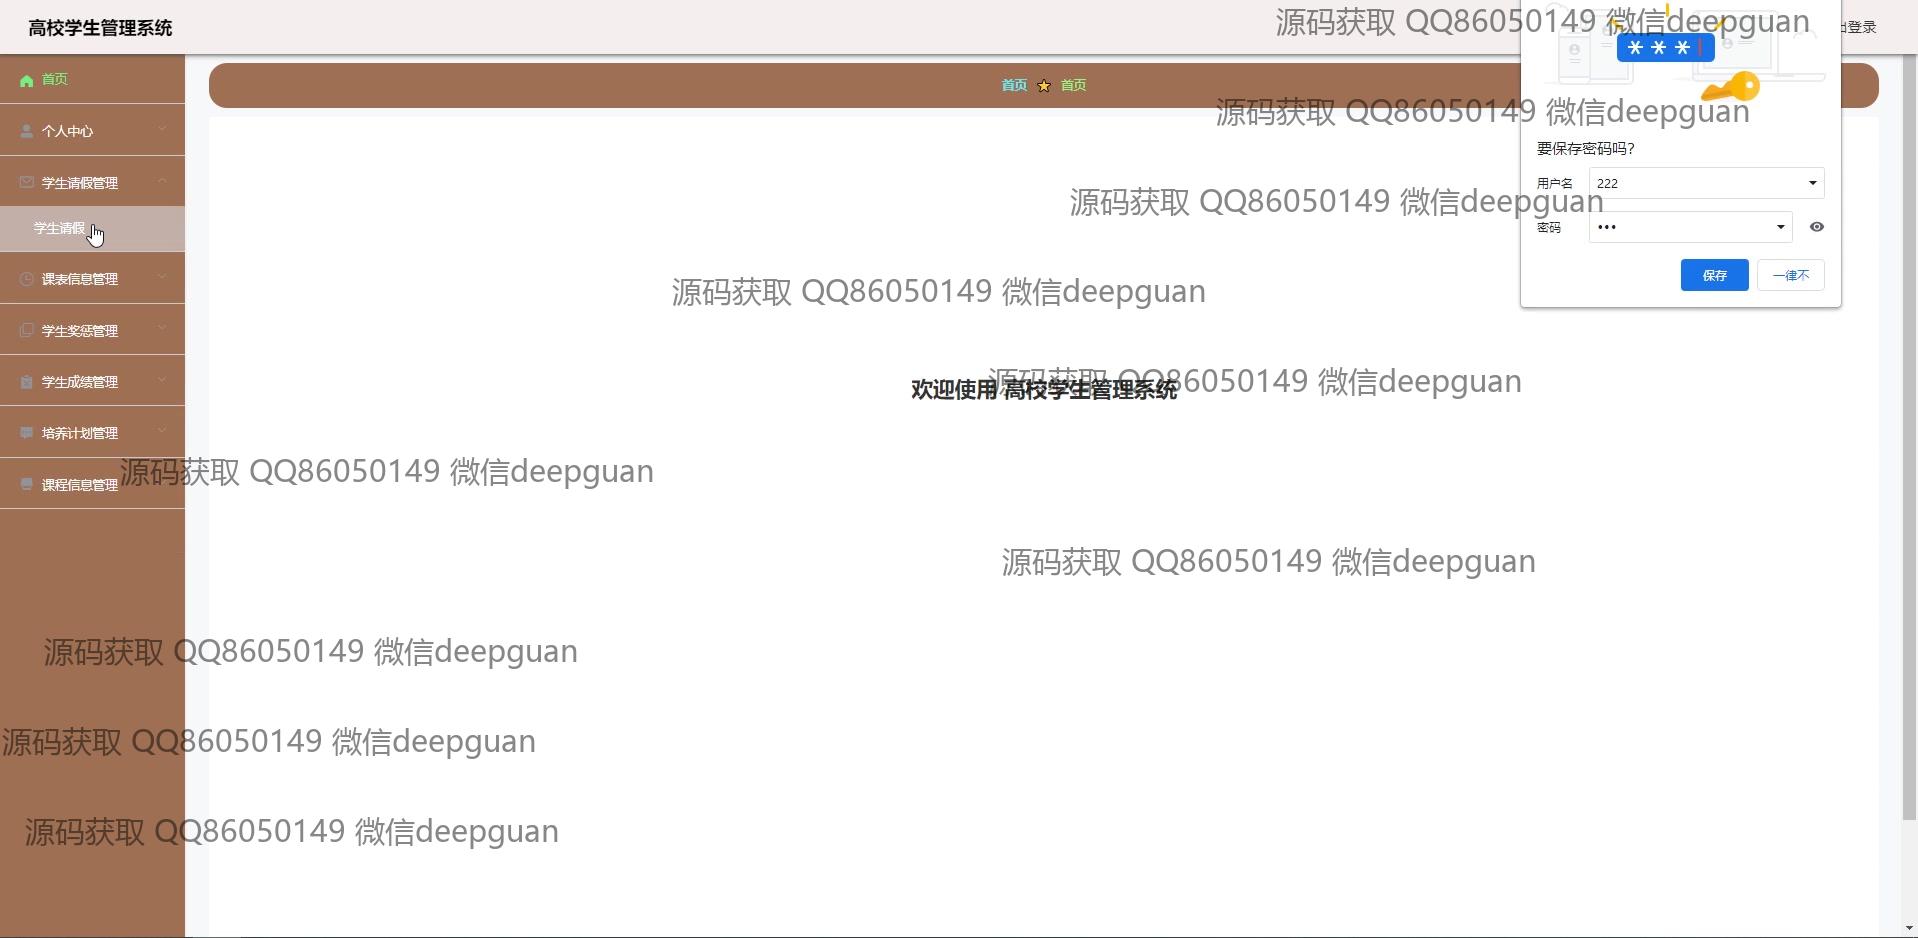 高校学生管理系统
源码获取 QQ86050149 微信deepguan
登录
首页
首页 首页
源码获取 QQ86050149 微信deepguan
个人中心
要保存密码吗?
学生请假管理
用户名 222
源码获取 QQ86050149 微信deepguan
学生请假
密码 •••
课表信息管理
保存 一律不
源码获取 QQ86050149 微信deepguan
学生奖惩管理
学生成绩管理
源码获取 QQ86050149 微信deepguan
欢迎使用 高校学生管理系统
培养计划管理
源码获取 QQ86050149 微信deepguan
课程信息管理
源码获取 QQ86050149 微信deepguan
源码获取 QQ86050149 微信deepguan
源码获取 QQ86050149 微信deepguan
源码获取 QQ86050149 微信deepguan